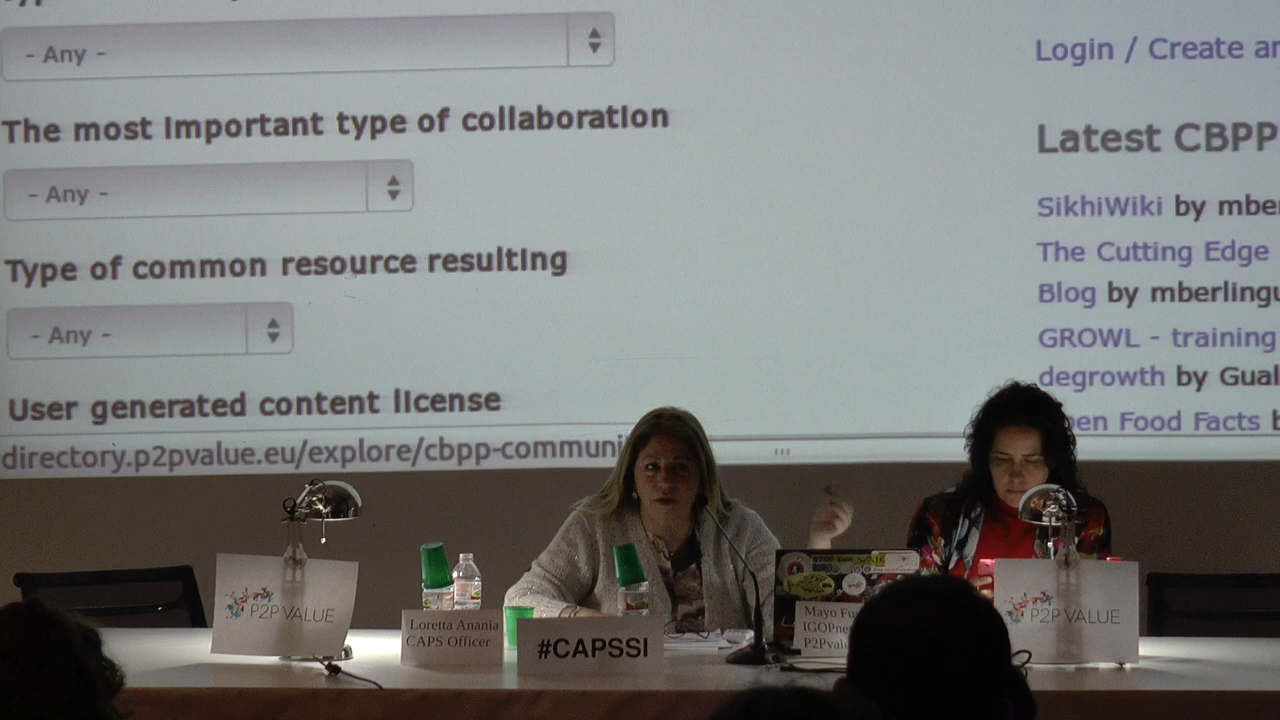 - Any -
The most important type of collaboration
- Any -
Type of common resource resulting
- Any -
User generated content license
directory.p2pvalue.eu/explore/cbpp-communi
Login / Create an
Latest CBPP
SikhiWiki by mber
The Cutting Edge
Blog by mberlingu
GROWL - training
degrowth by Gual
pen Food Facts b
P2P VALUE
Loretta Anania
CAPS Officer
#CAPSSI
Mayo Fu
IGOPne
P2Pvalu
P2P VALUE